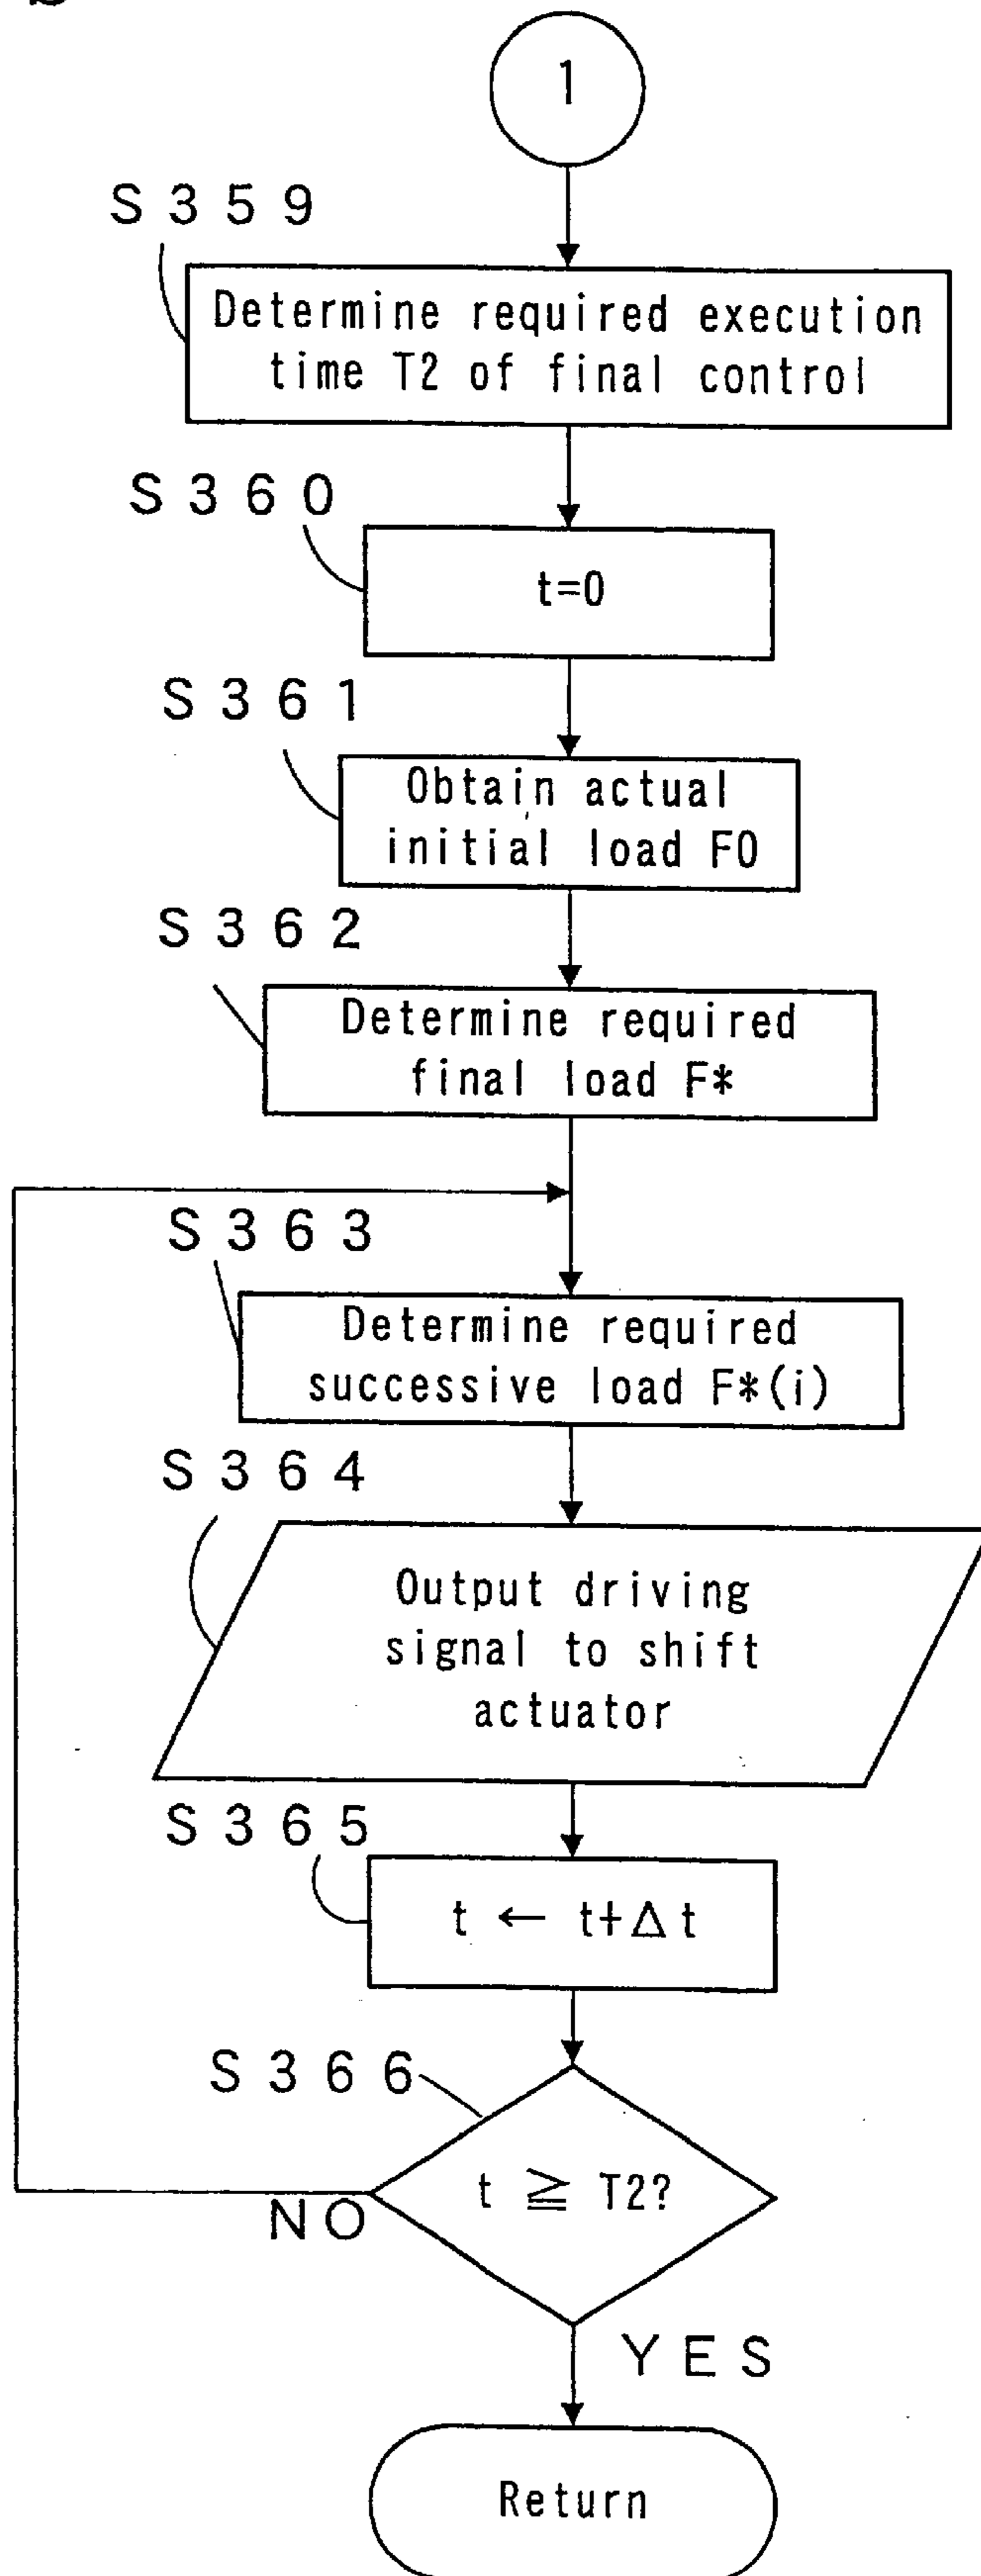 1
S359
Determine required execution
time T2 of final control
S360
t=0
S361
Obtain actual
initial load F0
S362
Determine required
final load F*
S363
Determine required
successive load F*(i)
S364
Output driving
signal to shift
actuator
S365
t ← t+Δt
S366
t ≧ T2?
NO
YES
Return